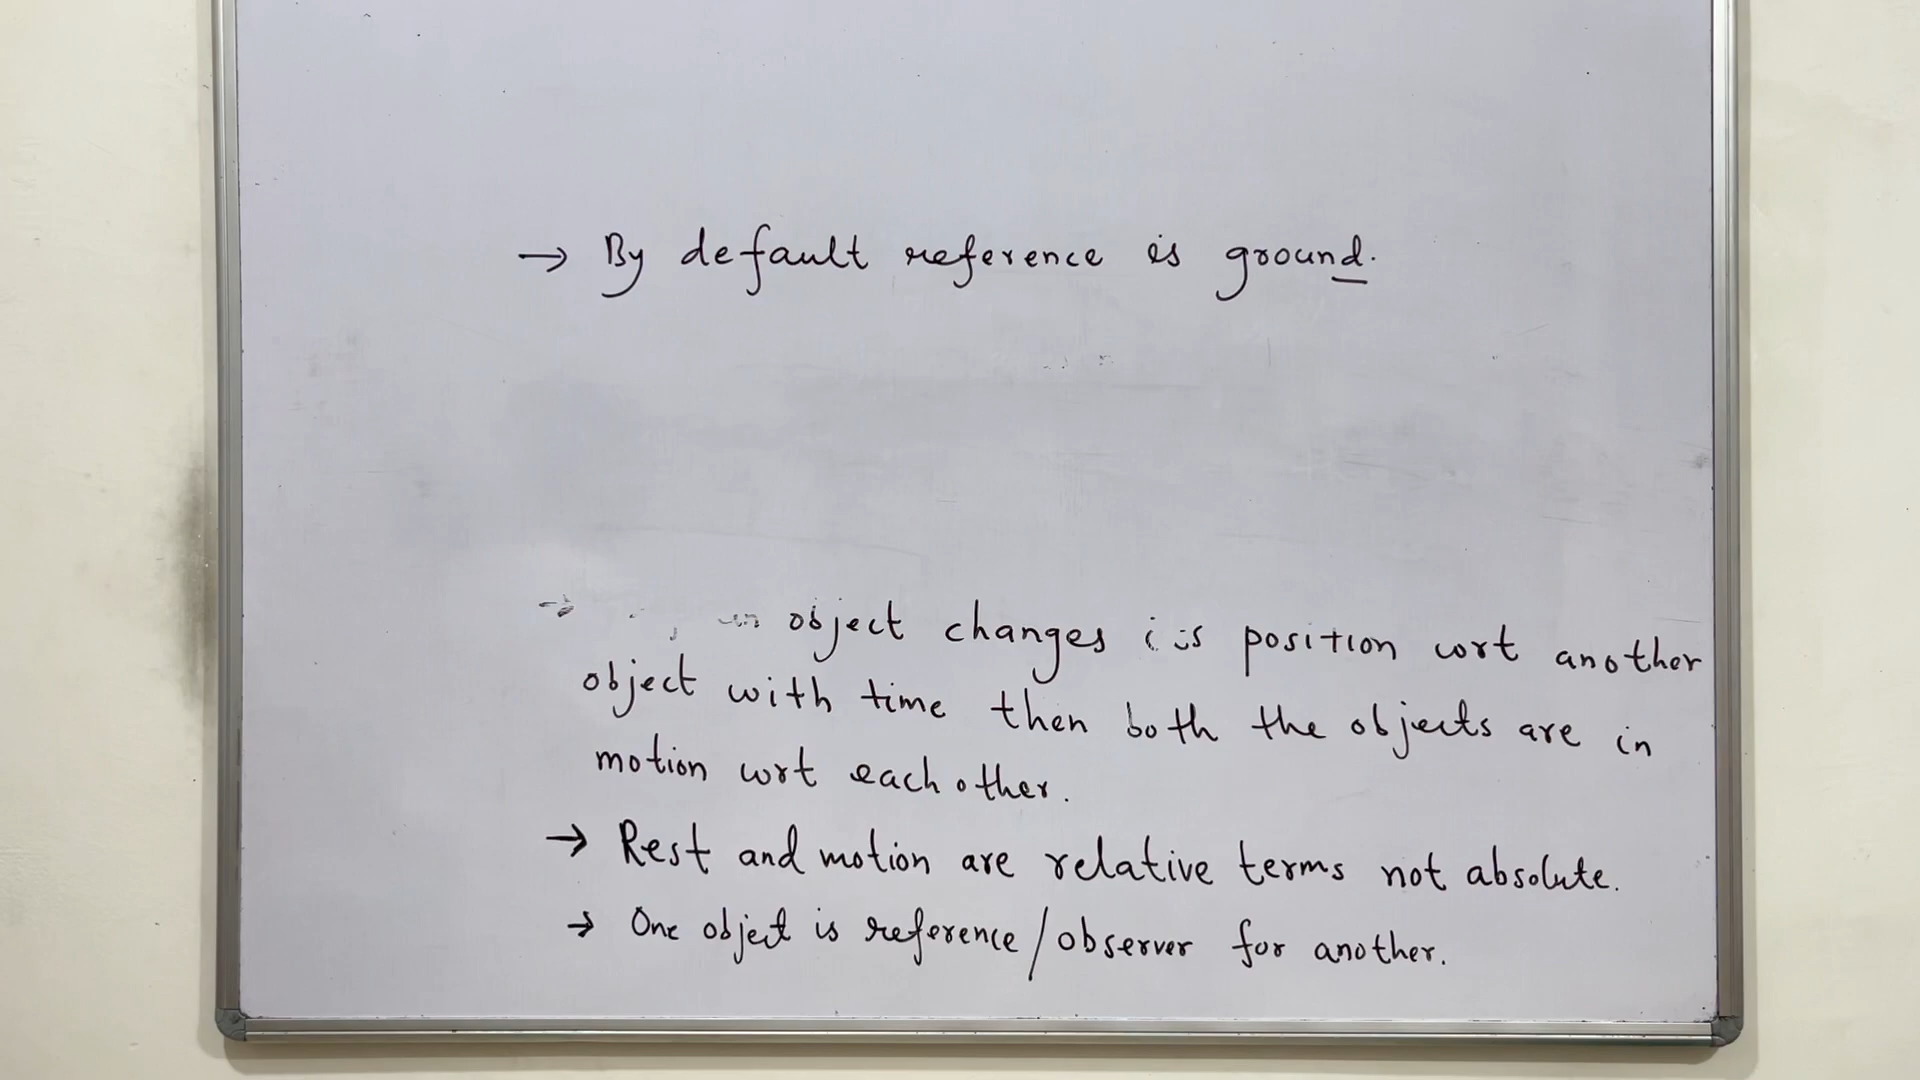 → By default reference is ground.
→ an object changes its position wrt another
object with time then both the objects are in
motion wrt each other.
→ Rest and motion are relative terms not absolute.
→ One object is reference/observer for another.